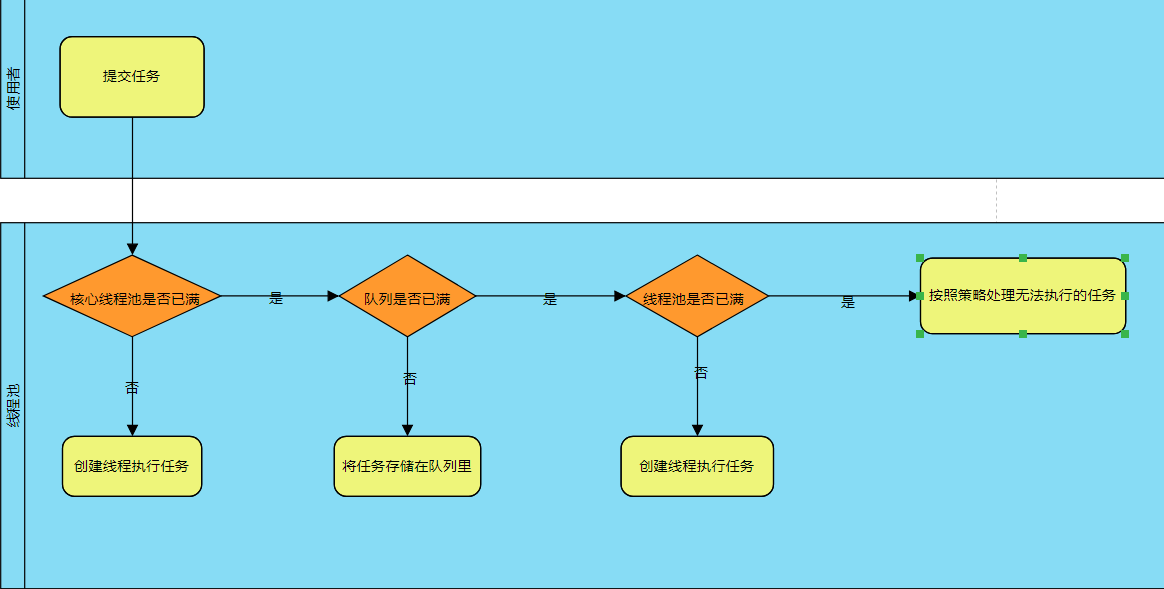 使用者
提交任务
线程池
核心线程池是否已满
是
队列是否已满
是
线程池是否已满
是
按照策略处理无法执行的任务
否
否
否
创建线程执行任务
将任务存储在队列里
创建线程执行任务